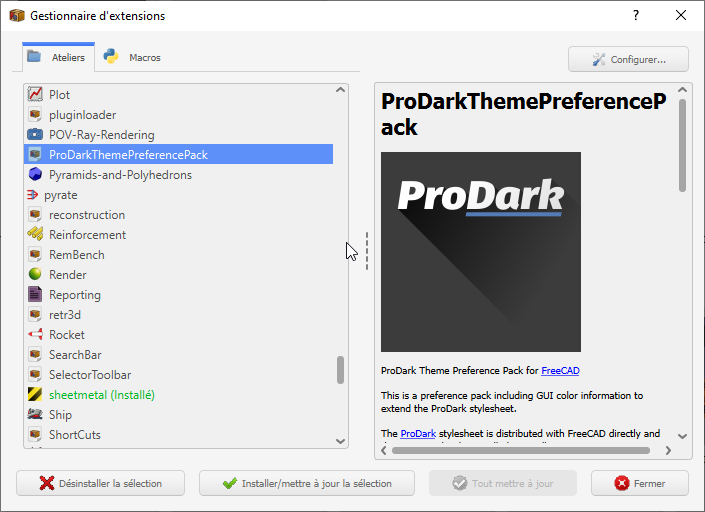 Gestionnaire d'extensions
?
Ateliers
Macros
Configurer...
Plot
pluginloader
POV-Ray-Rendering
ProDarkThemePreferencePack
Pyramids-and-Polyhedrons
pyrate
reconstruction
Reinforcement
RemBench
Render
Reporting
retr3d
Rocket
SearchBar
SelectorToolbar
sheetmetal (Installé)
Ship
ShortCuts
ProDarkThemePreferenceP
ack
ProDark
ProDark Theme Preference Pack for FreeCAD
This is a preference pack including GUI color information to
extend the ProDark stylesheet.
The ProDark stylesheet is distributed with FreeCAD directly and
Désinstaller la sélection
Installer/mettre à jour la sélection
Tout mettre à jour
Fermer